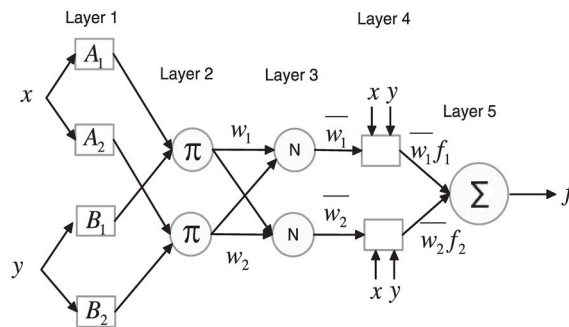 Layer 1
Layer 2
Layer 3
Layer 4
Layer 5
x
y
A₁
A₂
B₁
B₂
π
π
w₁
w₂
N
N
w̅₁
w̅₂
x y
x y
w̅₁f₁
w̅₂f₂
Σ
f